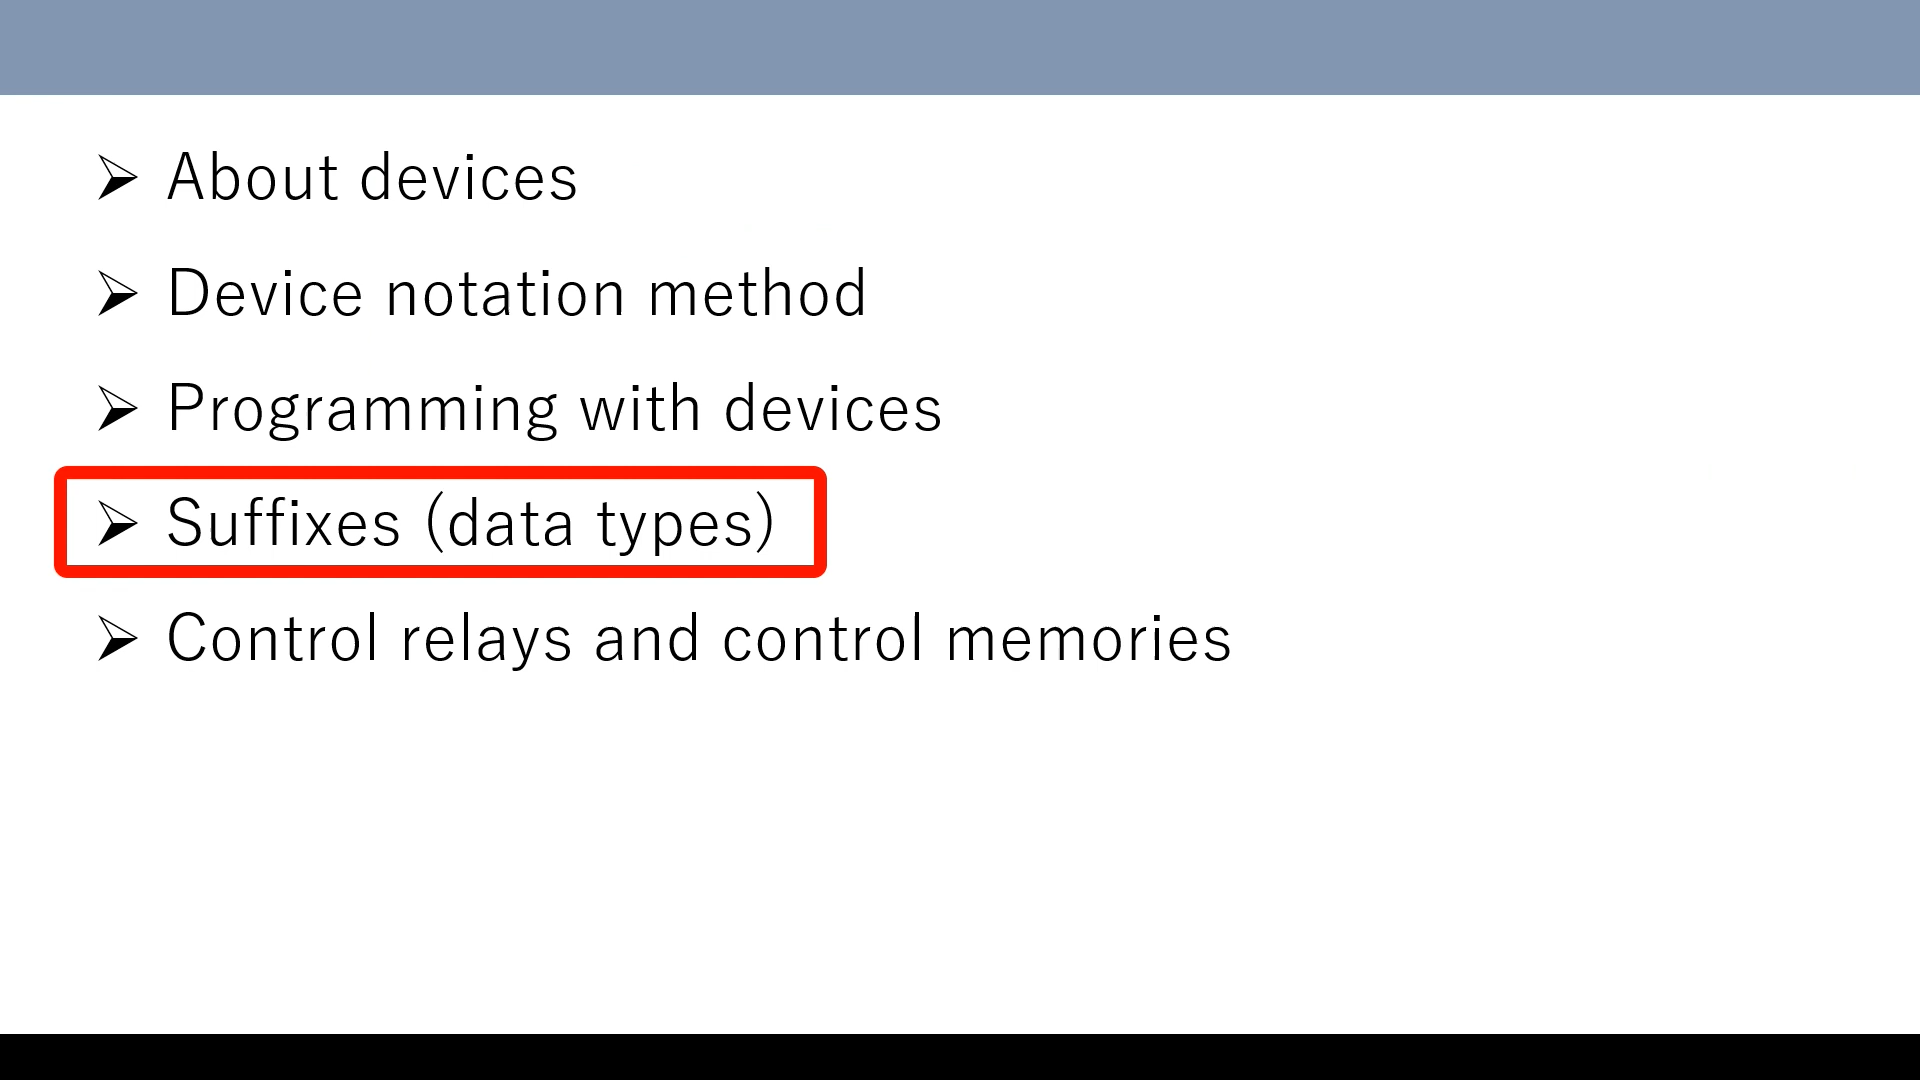 About devices
Device notation method
Programming with devices
Suffixes (data types)
Control relays and control memories